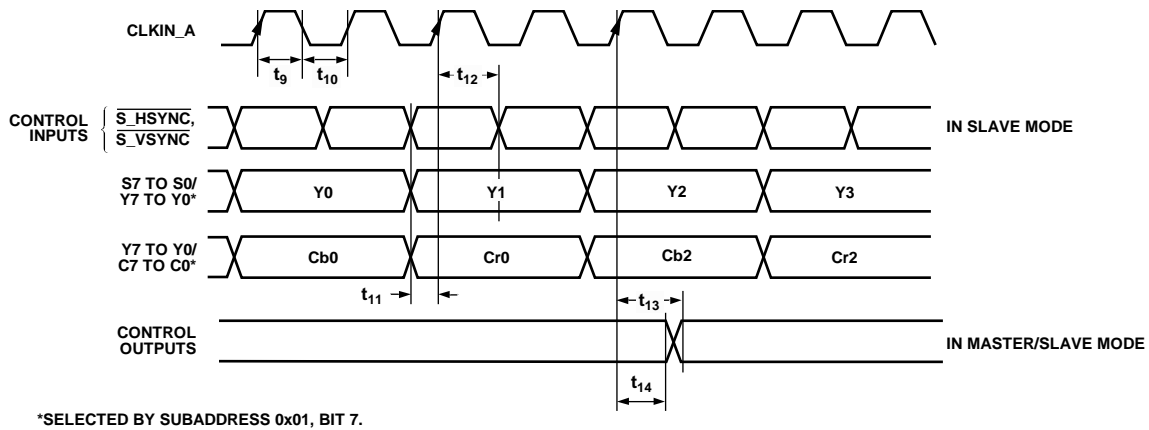 CLKIN_A
t9
t10
t12
CONTROL INPUTS
S_HSYNC,
S_VSYNC
IN SLAVE MODE
S7 TO S0/
Y7 TO Y0*
Y0
Y1
Y2
Y3
Y7 TO Y0/
C7 TO C0*
Cb0
Cr0
Cb2
Cr2
t11
t13
CONTROL
OUTPUTS
IN MASTER/SLAVE MODE
t14
*SELECTED BY SUBADDRESS 0x01, BIT 7.